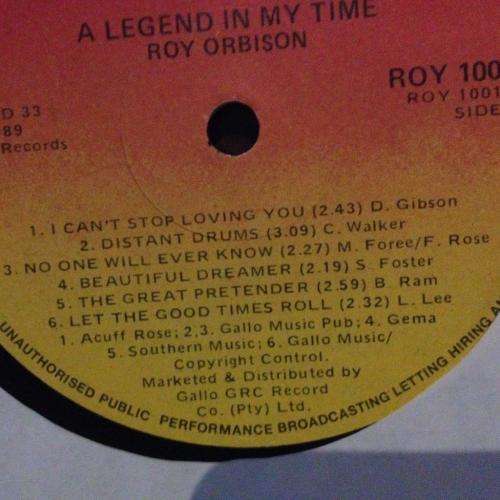 A LEGEND IN MY TIME
ROY ORBISON
ROY 100
ROY 1001
SIDE
D 33
89
Records
1. I CAN'T STOP LOVING YOU (2.43) D. Gibson
2. DISTANT DRUMS (3.09) C. Walker
3. NO ONE WILL EVER KNOW (2.27) M. Foree/F. Rose
4. BEAUTIFUL DREAMER (2.19) S. Foster
5. THE GREAT PRETENDER (2.59) B. Ram
6. LET THE GOOD TIMES ROLL (2.32) L. Lee
1. Acuff Rose; 2,3. Gallo Music Pub; 4. Gema
5. Southern Music; 6. Gallo Music/
Copyright Control.
Marketed & Distributed by
Gallo GRC Record
Co. (Pty) Ltd.
UNAUTHORISED PUBLIC PERFORMANCE BROADCASTING LETTING HIRING